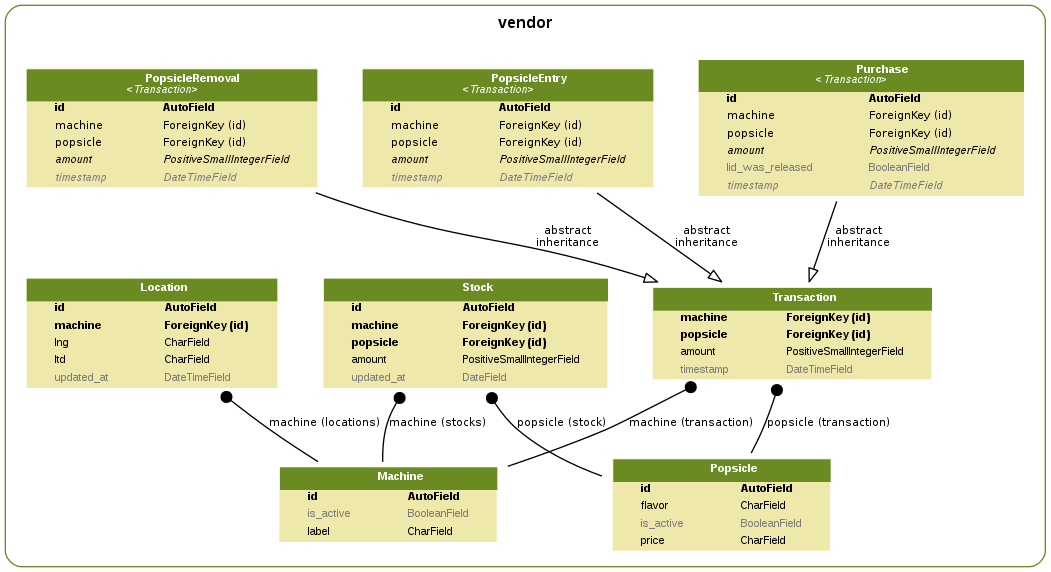 vendor
PopsicleRemoval
<Transaction>
id AutoField
machine ForeignKey (id)
popsicle ForeignKey (id)
amount PositiveSmallIntegerField
timestamp DateTimeField
PopsicleEntry
<Transaction>
id AutoField
machine ForeignKey (id)
popsicle ForeignKey (id)
amount PositiveSmallIntegerField
timestamp DateTimeField
Purchase
<Transaction>
id AutoField
machine ForeignKey (id)
popsicle ForeignKey (id)
amount PositiveSmallIntegerField
lid_was_released BooleanField
timestamp DateTimeField
abstract
inheritance
abstract
inheritance
abstract
inheritance
Location
id AutoField
machine ForeignKey (id)
lng CharField
ltd CharField
updated_at DateTimeField
Stock
id AutoField
machine ForeignKey (id)
popsicle ForeignKey (id)
amount PositiveSmallIntegerField
updated_at DateField
Transaction
machine ForeignKey (id)
popsicle ForeignKey (id)
amount PositiveSmallIntegerField
timestamp DateTimeField
machine (locations)
machine (stocks)
popsicle (stock)
machine (transaction)
popsicle (transaction)
Machine
id AutoField
is_active BooleanField
label CharField
Popsicle
id AutoField
flavor CharField
is_active BooleanField
price CharField